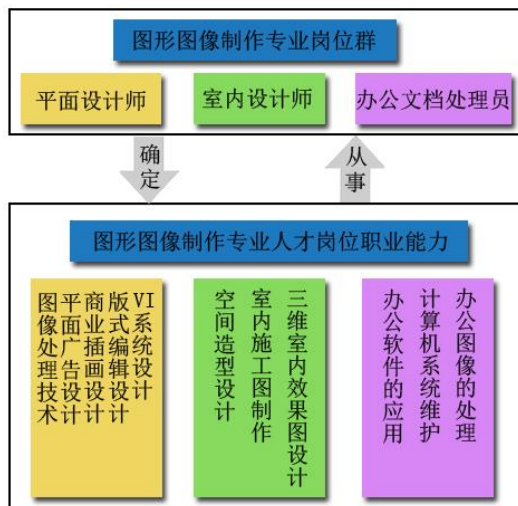 图形图像制作专业岗位群
平面设计师
室内设计师
办公文档处理员
确定
从事
图形图像制作专业人才岗位职业能力
图像处理技术
平面广告设计
商业插画设计
版式编辑设计
VI系统设计
空间造型设计
室内施工图制作
三维室内效果图设计
办公软件的应用
计算机系统维护
办公图像的处理